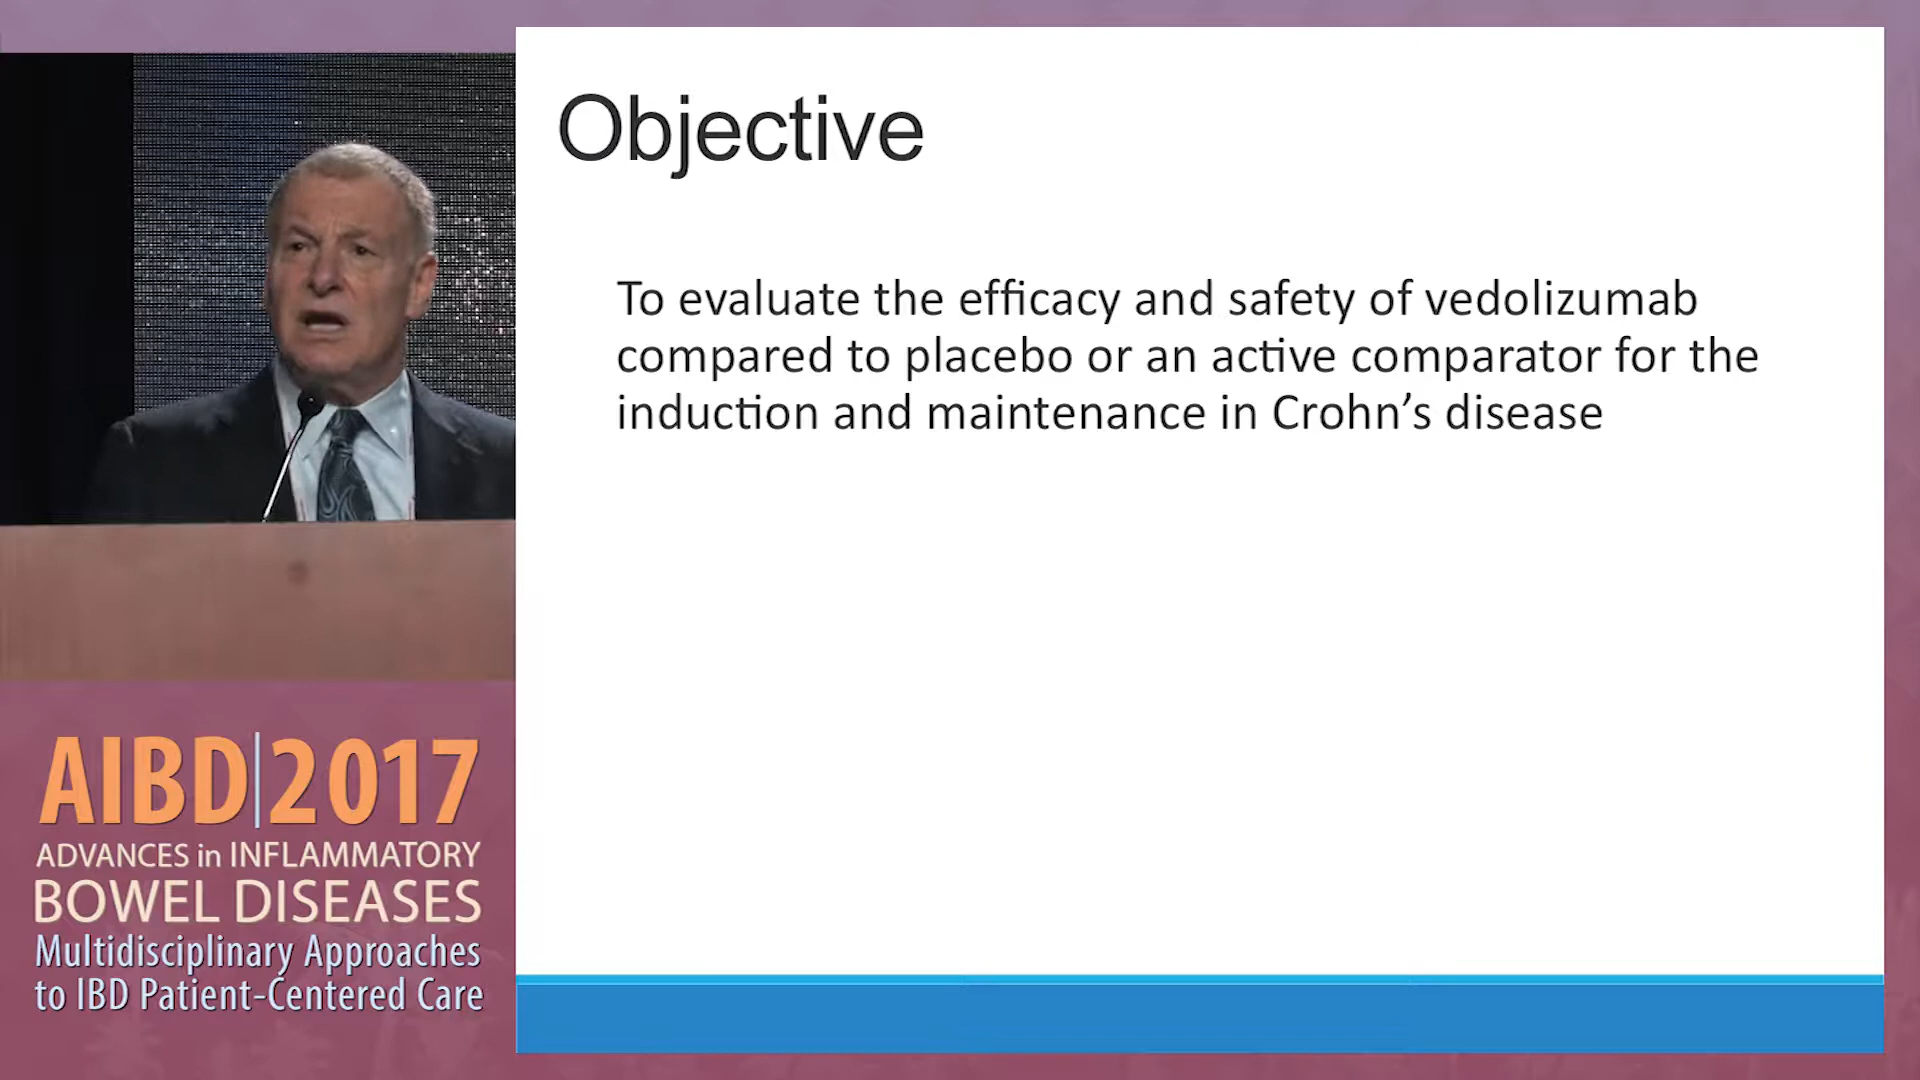 Objective
To evaluate the efficacy and safety of vedolizumab
compared to placebo or an active comparator for the
induction and maintenance in Crohn’s disease
AIBD|2017
ADVANCES in INFLAMMATORY
BOWEL DISEASES
Multidisciplinary Approaches
to IBD Patient-Centered Care